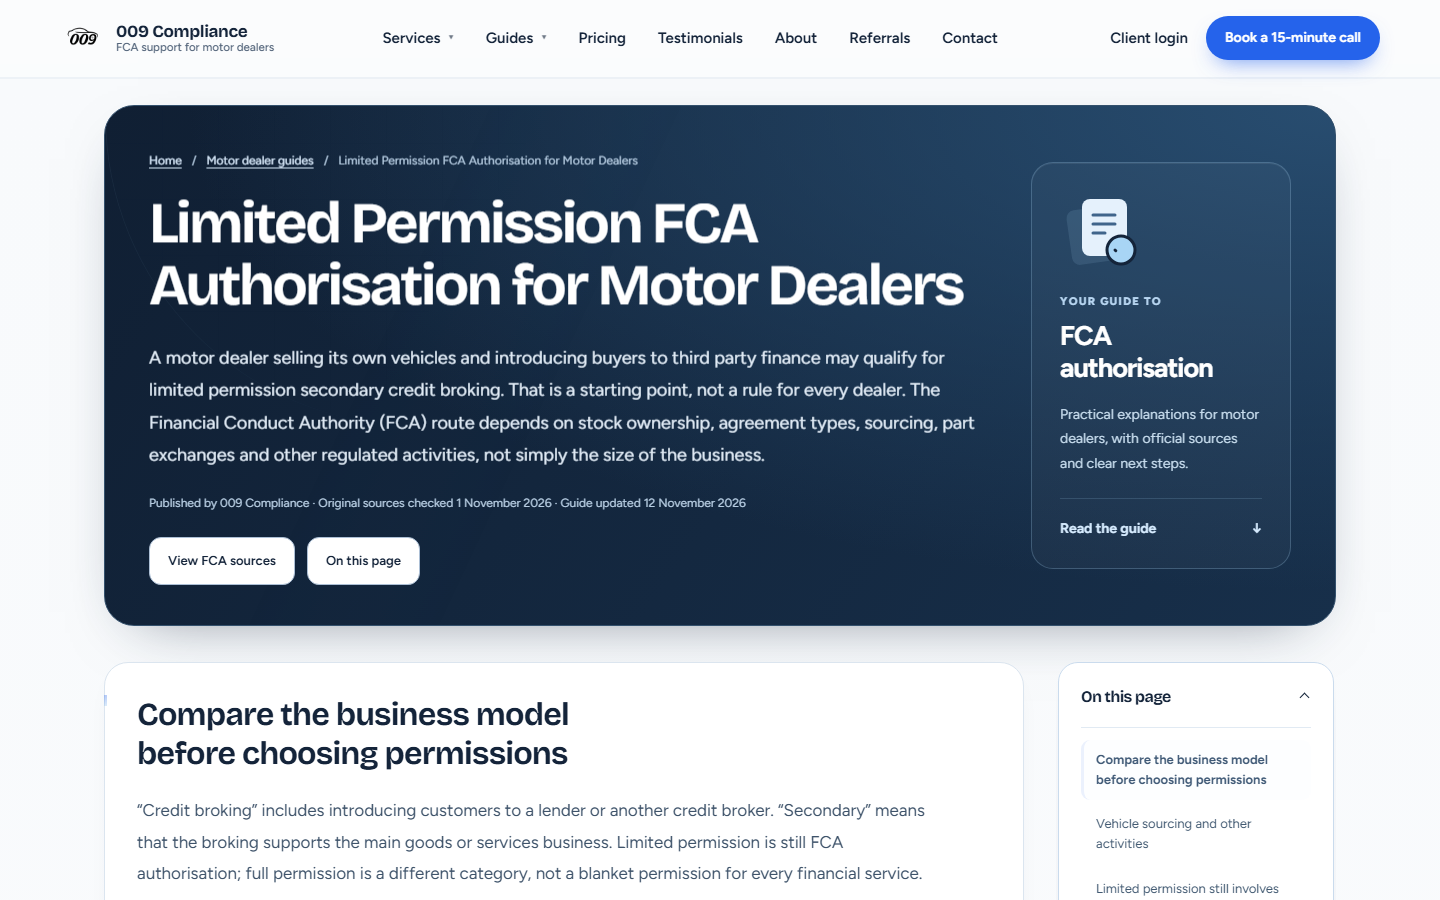 009
009 Compliance
FCA support for motor dealers
Services
Guides
Pricing
Testimonials
About
Referrals
Contact
Client login
Book a 15-minute call
Home / Motor dealer guides / Limited Permission FCA Authorisation for Motor Dealers
Limited Permission FCA
Authorisation for Motor Dealers
A motor dealer selling its own vehicles and introducing buyers to third party finance may qualify for
limited permission secondary credit broking. That is a starting point, not a rule for every dealer. The
Financial Conduct Authority (FCA) route depends on stock ownership, agreement types, sourcing, part
exchanges and other regulated activities, not simply the size of the business.
Published by 009 Compliance · Original sources checked 1 November 2026 · Guide updated 12 November 2026
View FCA sources
On this page
YOUR GUIDE TO
FCA
authorisation
Practical explanations for motor
dealers, with official sources
and clear next steps.
Read the guide ↓
Compare the business model
before choosing permissions
“Credit broking” includes introducing customers to a lender or another credit broker. “Secondary” means
that the broking supports the main goods or services business. Limited permission is still FCA
authorisation; full permission is a different category, not a blanket permission for every financial service.
On this page
Compare the business model
before choosing permissions
Vehicle sourcing and other
activities
Limited permission still involves